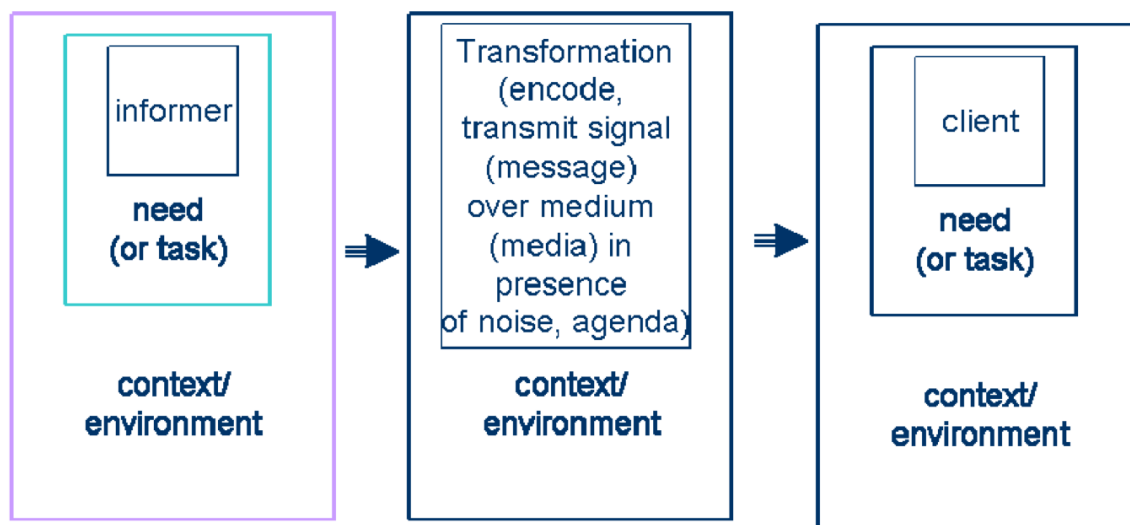 informer
need
(or task)
context/
environment
Transformation
(encode,
transmit signal
(message)
over medium
(media) in
presence
of noise, agenda)
context/
environment
client
need
(or task)
context/
environment